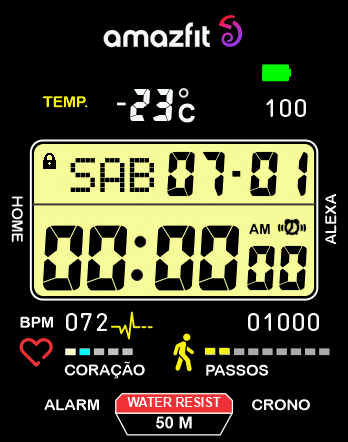 amazfit
TEMP. -23°C 100
SAB 07-01
HOME
ALEXA
AM
00:00 00
BPM 072 01000
CORAÇÃO PASSOS
ALARM WATER RESIST CRONO
50 M